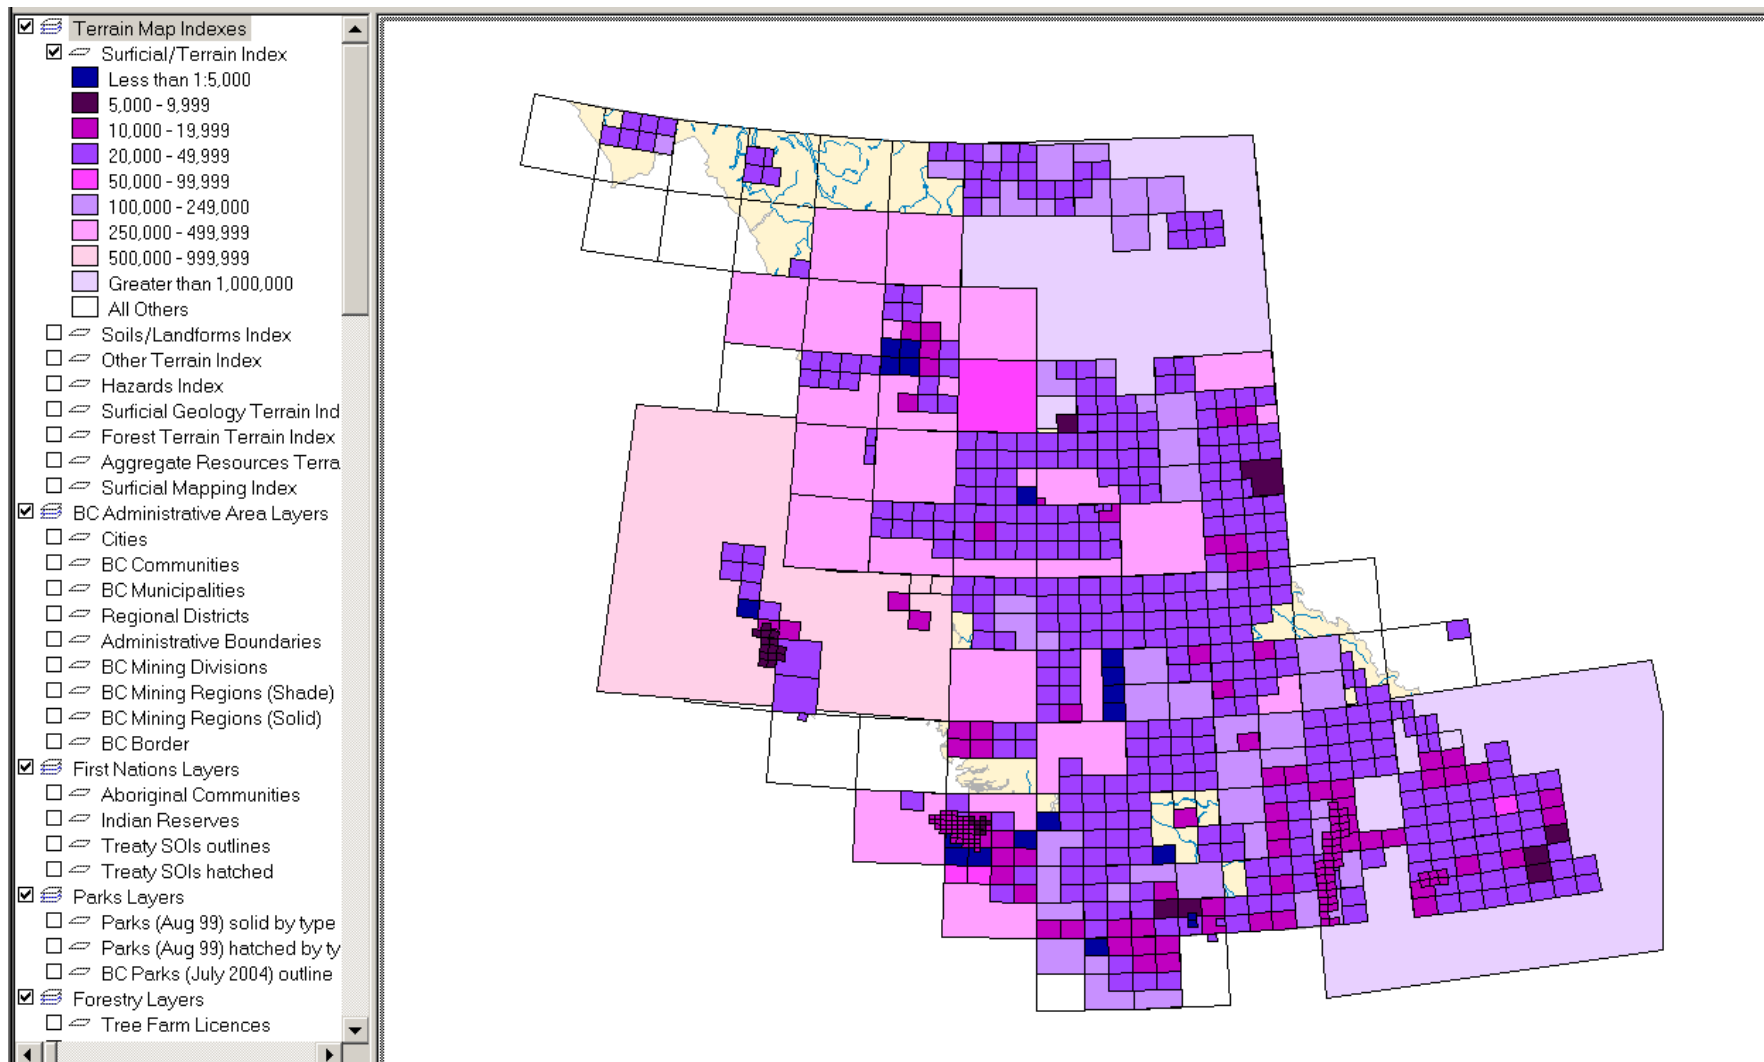 Terrain Map Indexes
Surficial/Terrain Index
Less than 1:5,000
5,000 - 9,999
10,000 - 19,999
20,000 - 49,999
50,000 - 99,999
100,000 - 249,000
250,000 - 499,999
500,000 - 999,999
Greater than 1,000,000
All Others
Soils/Landforms Index
Other Terrain Index
Hazards Index
Surficial Geology Terrain Ind
Forest Terrain Terrain Index
Aggregate Resources Terra
Surficial Mapping Index
BC Administrative Area Layers
Cities
BC Communities
BC Municipalities
Regional Districts
Administrative Boundaries
BC Mining Divisions
BC Mining Regions (Shade)
BC Mining Regions (Solid)
BC Border
First Nations Layers
Aboriginal Communities
Indian Reserves
Treaty SOIs outlines
Treaty SOIs hatched
Parks Layers
Parks (Aug 99) solid by type
Parks (Aug 99) hatched by ty
BC Parks (July 2004) outline
Forestry Layers
Tree Farm Licences